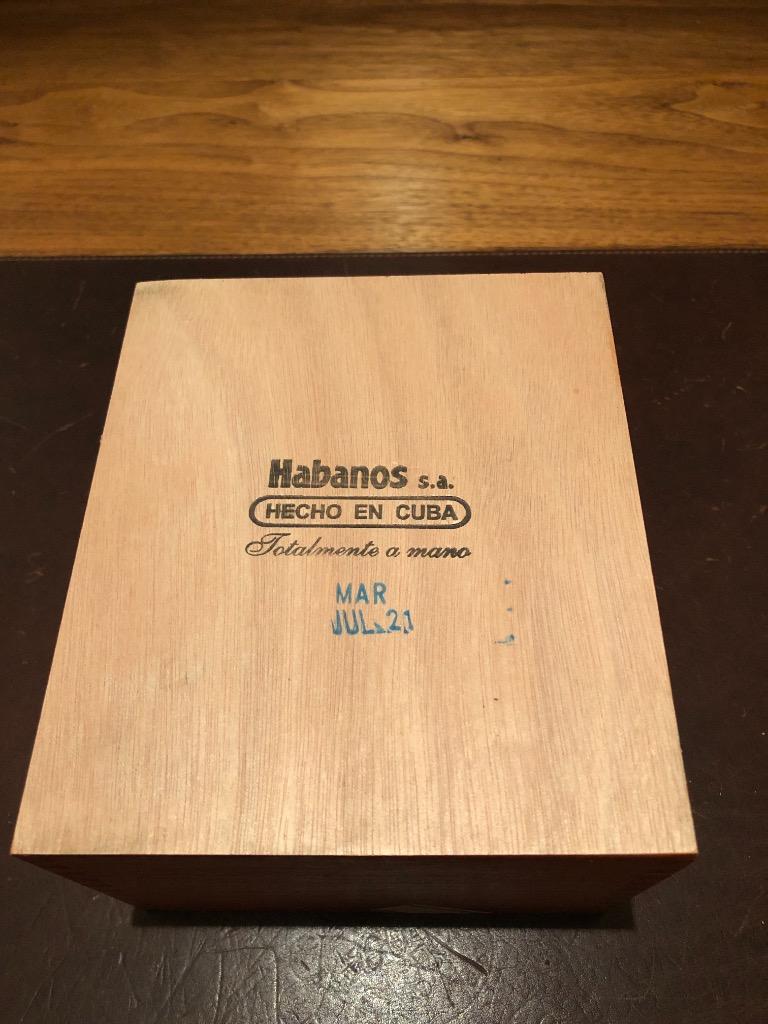 Habanos s.a.
HECHO EN CUBA
Totalmente a mano
MAR
JUL. 21